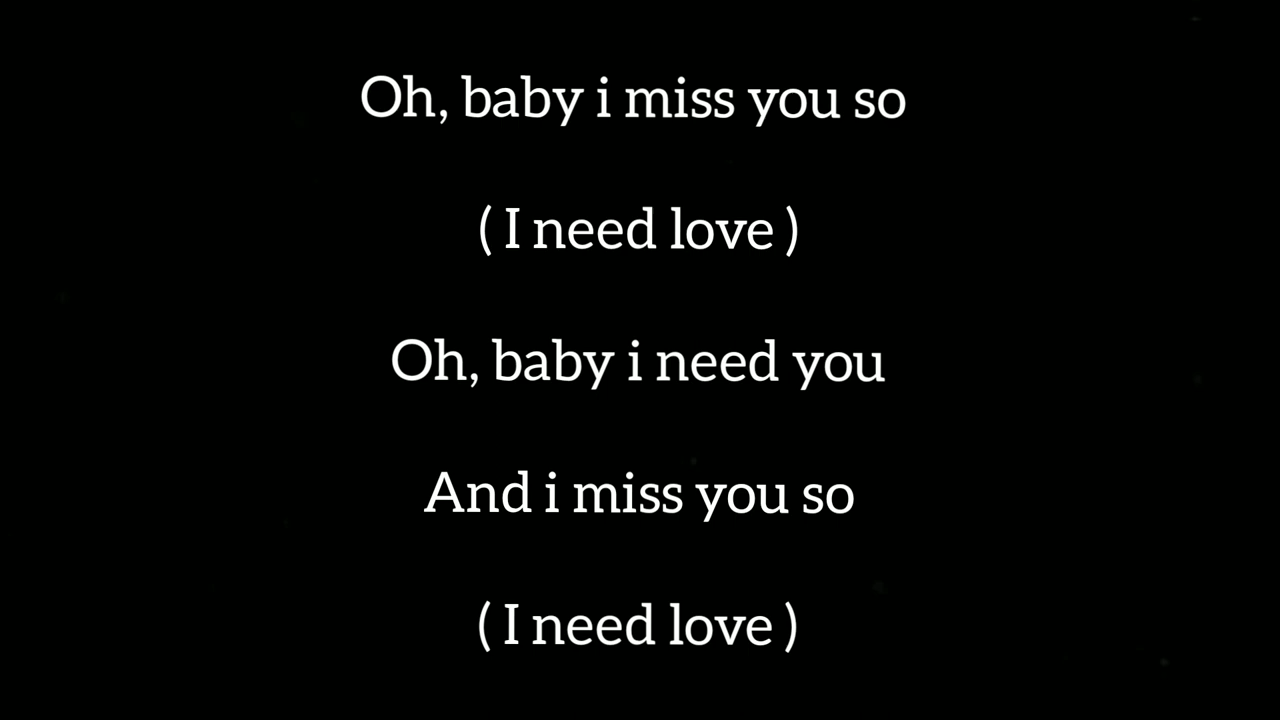 Oh, baby i miss you so
( I need love )
Oh, baby i need you
And i miss you so
( I need love )